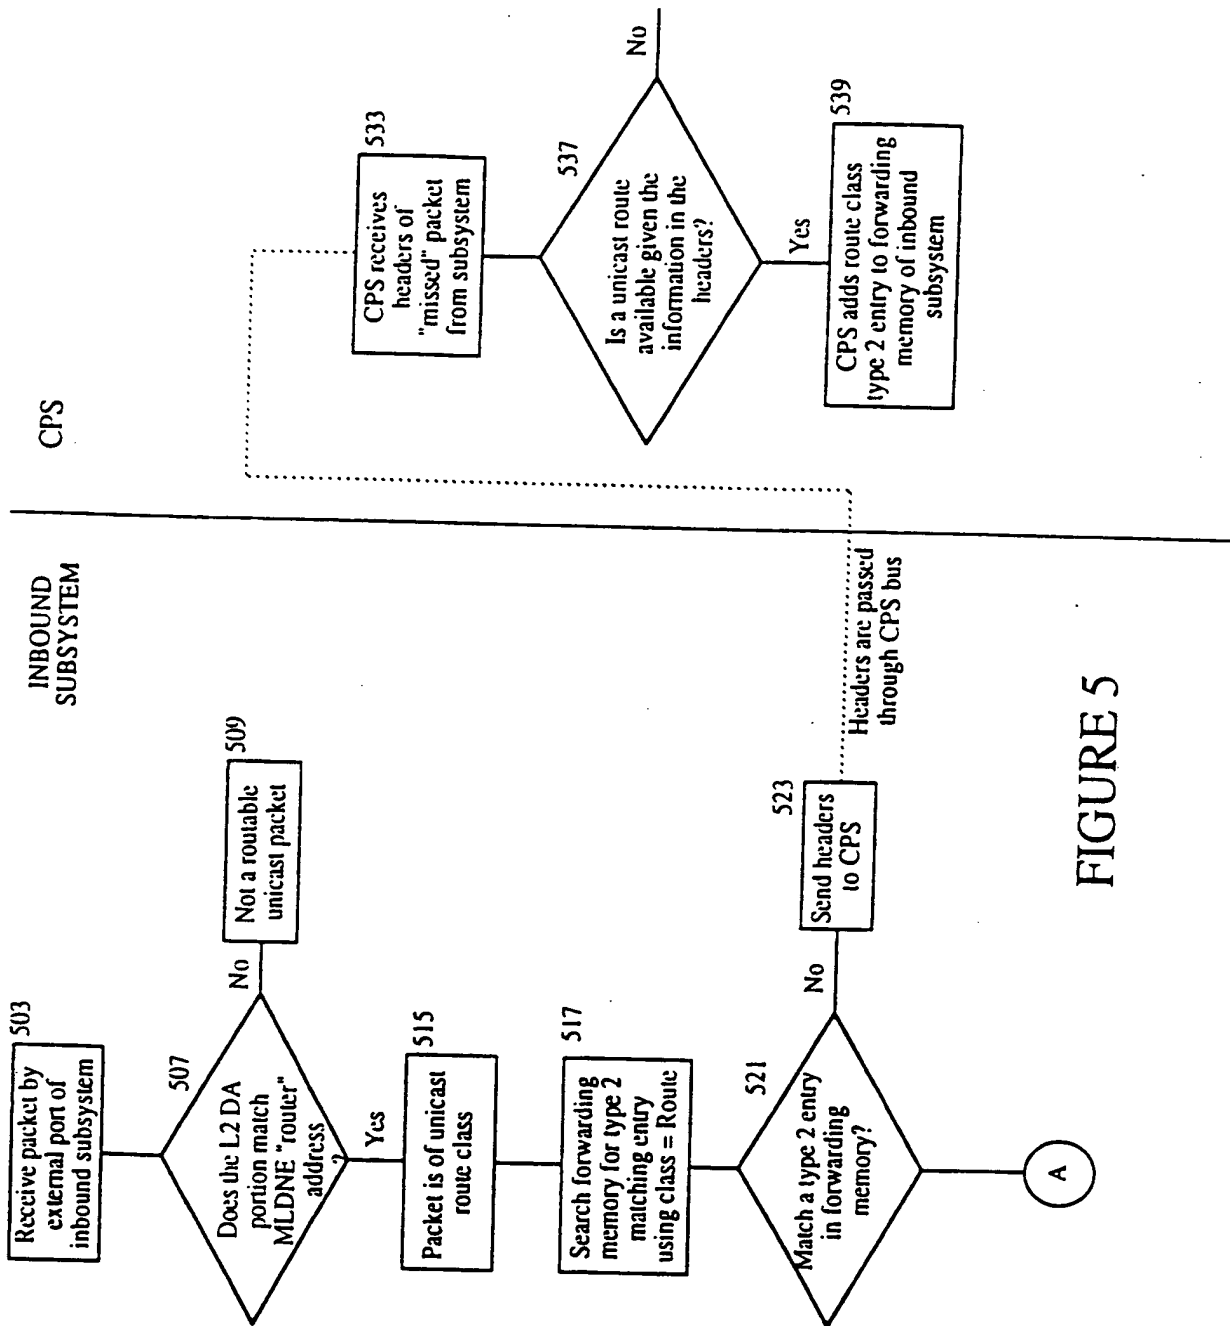 INBOUND
SUBSYSTEM
503
Receive packet by
external port of
inbound subsystem
507
Does the L2 DA
portion match
MLDNE "router"
address
?
No
509
Not a routable
unicast packet
Yes
515
Packet is of unicast
route class
517
Search forwarding
memory for type 2
matching entry
using class = Route
521
Match a type 2 entry
in forwarding
memory?
No
523
Send headers
to CPS
A
Headers are passed
through CPS bus
CPS
533
CPS receives
headers of
"missed" packet
from subsystem
537
Is a unicast route
available given the
information in the
headers?
No
Yes
539
CPS adds route class
type 2 entry to forwarding
memory of inbound
subsystem
FIGURE 5